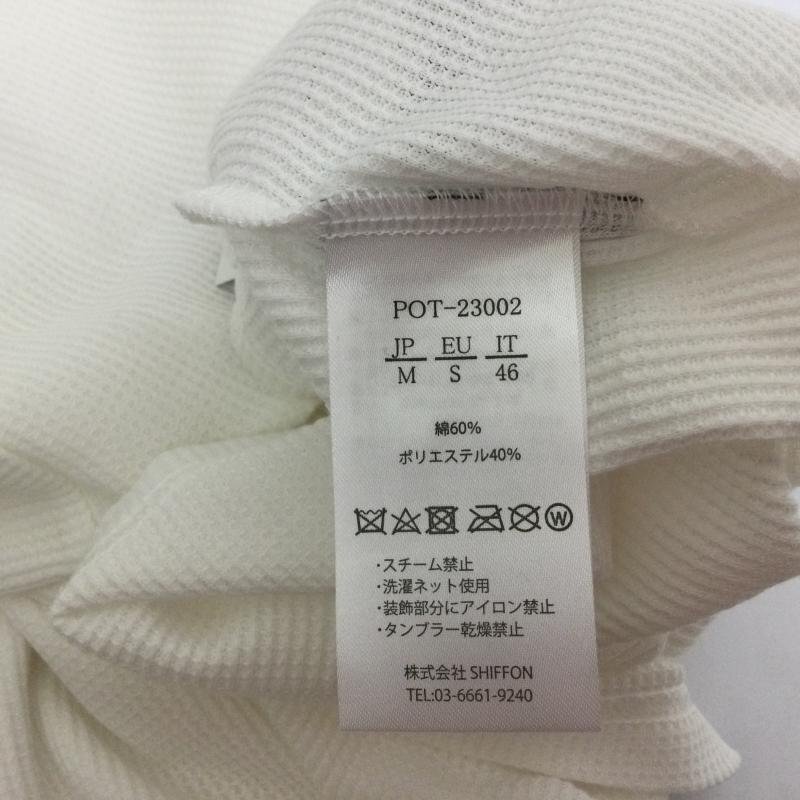 POT-23002
JP EU IT
M S 46
綿60%
ポリエステル40%
W
・スチーム禁止
・洗濯ネット使用
・装飾部分にアイロン禁止
・タンブラー乾燥禁止
株式会社 SHIFFON
TEL:03-6661-9240